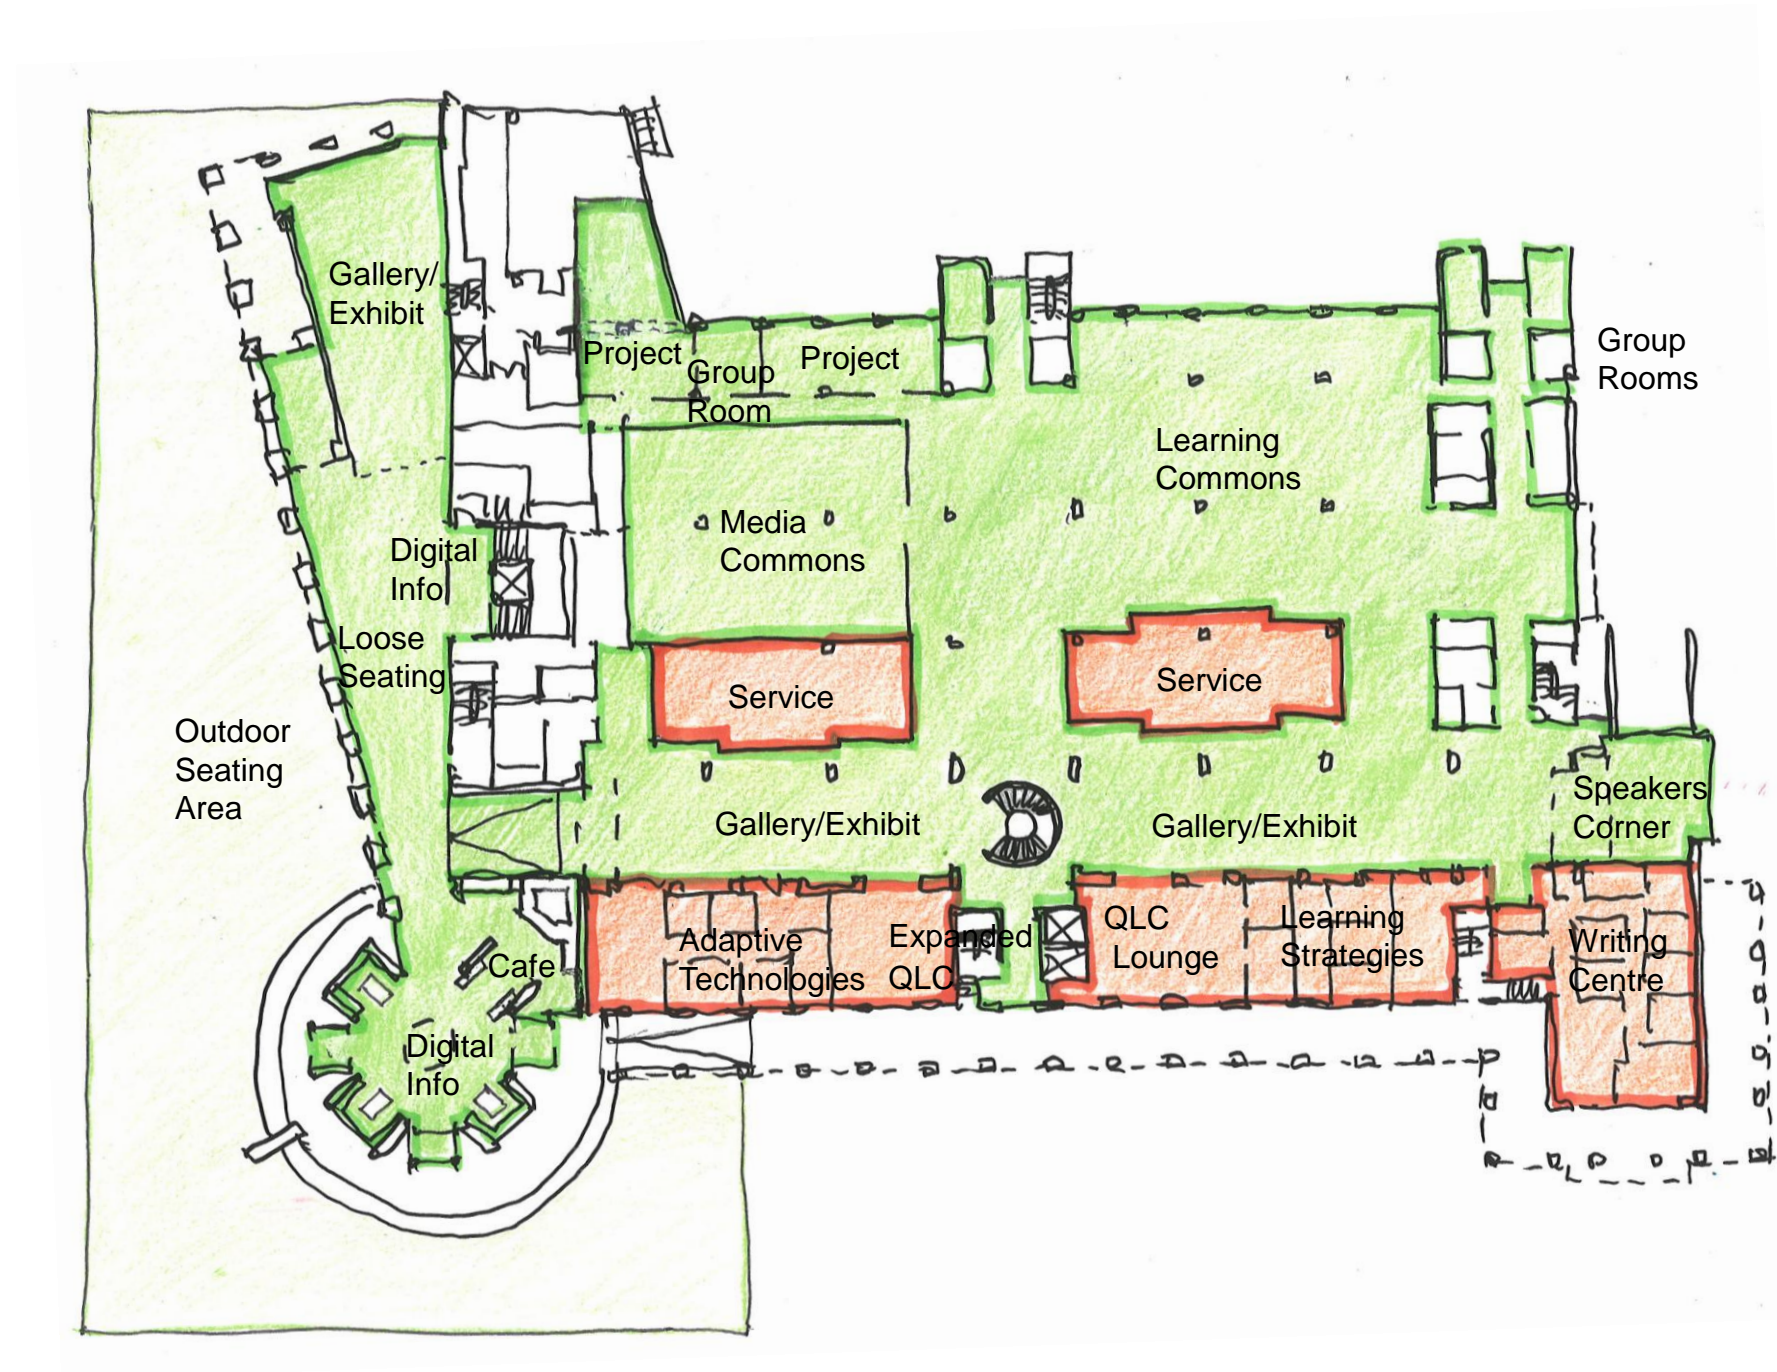 Gallery/
Exhibit
Project
Group
Room
Project
Group
Rooms
Learning
Commons
Media
Commons
Digital
Info
Loose
Seating
Service
Service
Outdoor
Seating
Area
Gallery/Exhibit
Gallery/Exhibit
Speakers
Corner
Adaptive
Technologies
Expanded
QLC
QLC
Lounge
Learning
Strategies
Writing
Centre
Cafe
Digital
Info